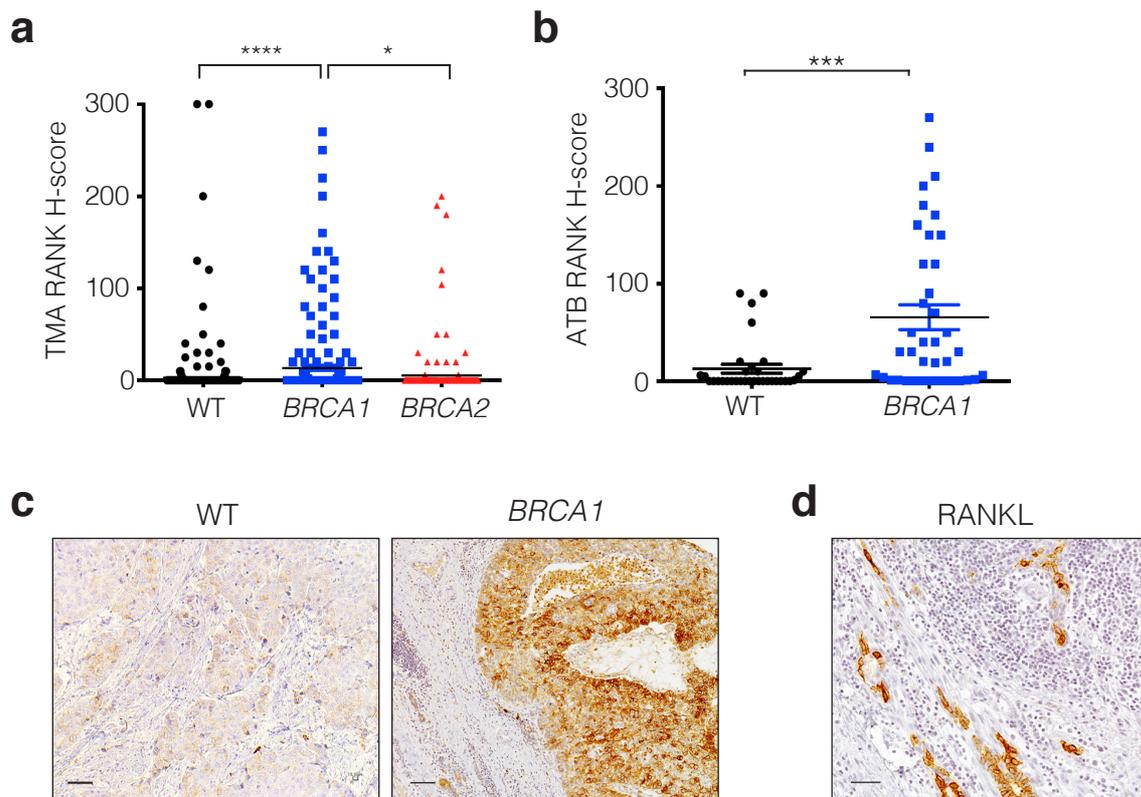 a
**** *
TMA RANK H-score
300
200
100
0
WT BRCA1 BRCA2
b
***
ATB RANK H-score
300
200
100
0
WT BRCA1
c
WT BRCA1
d
RANKL